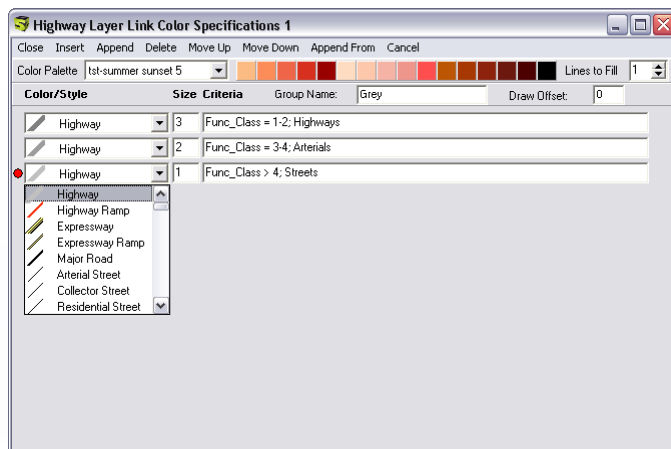 Highway Layer Link Color Specifications 1
Close Insert Append Delete Move Up Move Down Append From Cancel
Color Palette tst-summer sunset 5 Lines to Fill 1
Color/Style Size Criteria Group Name: Grey Draw Offset: 0
Highway 3 Func_Class = 1-2; Highways
Highway 2 Func_Class = 3-4; Arterials
Highway 1 Func_Class > 4; Streets
Highway
Highway Ramp
Expressway
Expressway Ramp
Major Road
Arterial Street
Collector Street
Residential Street